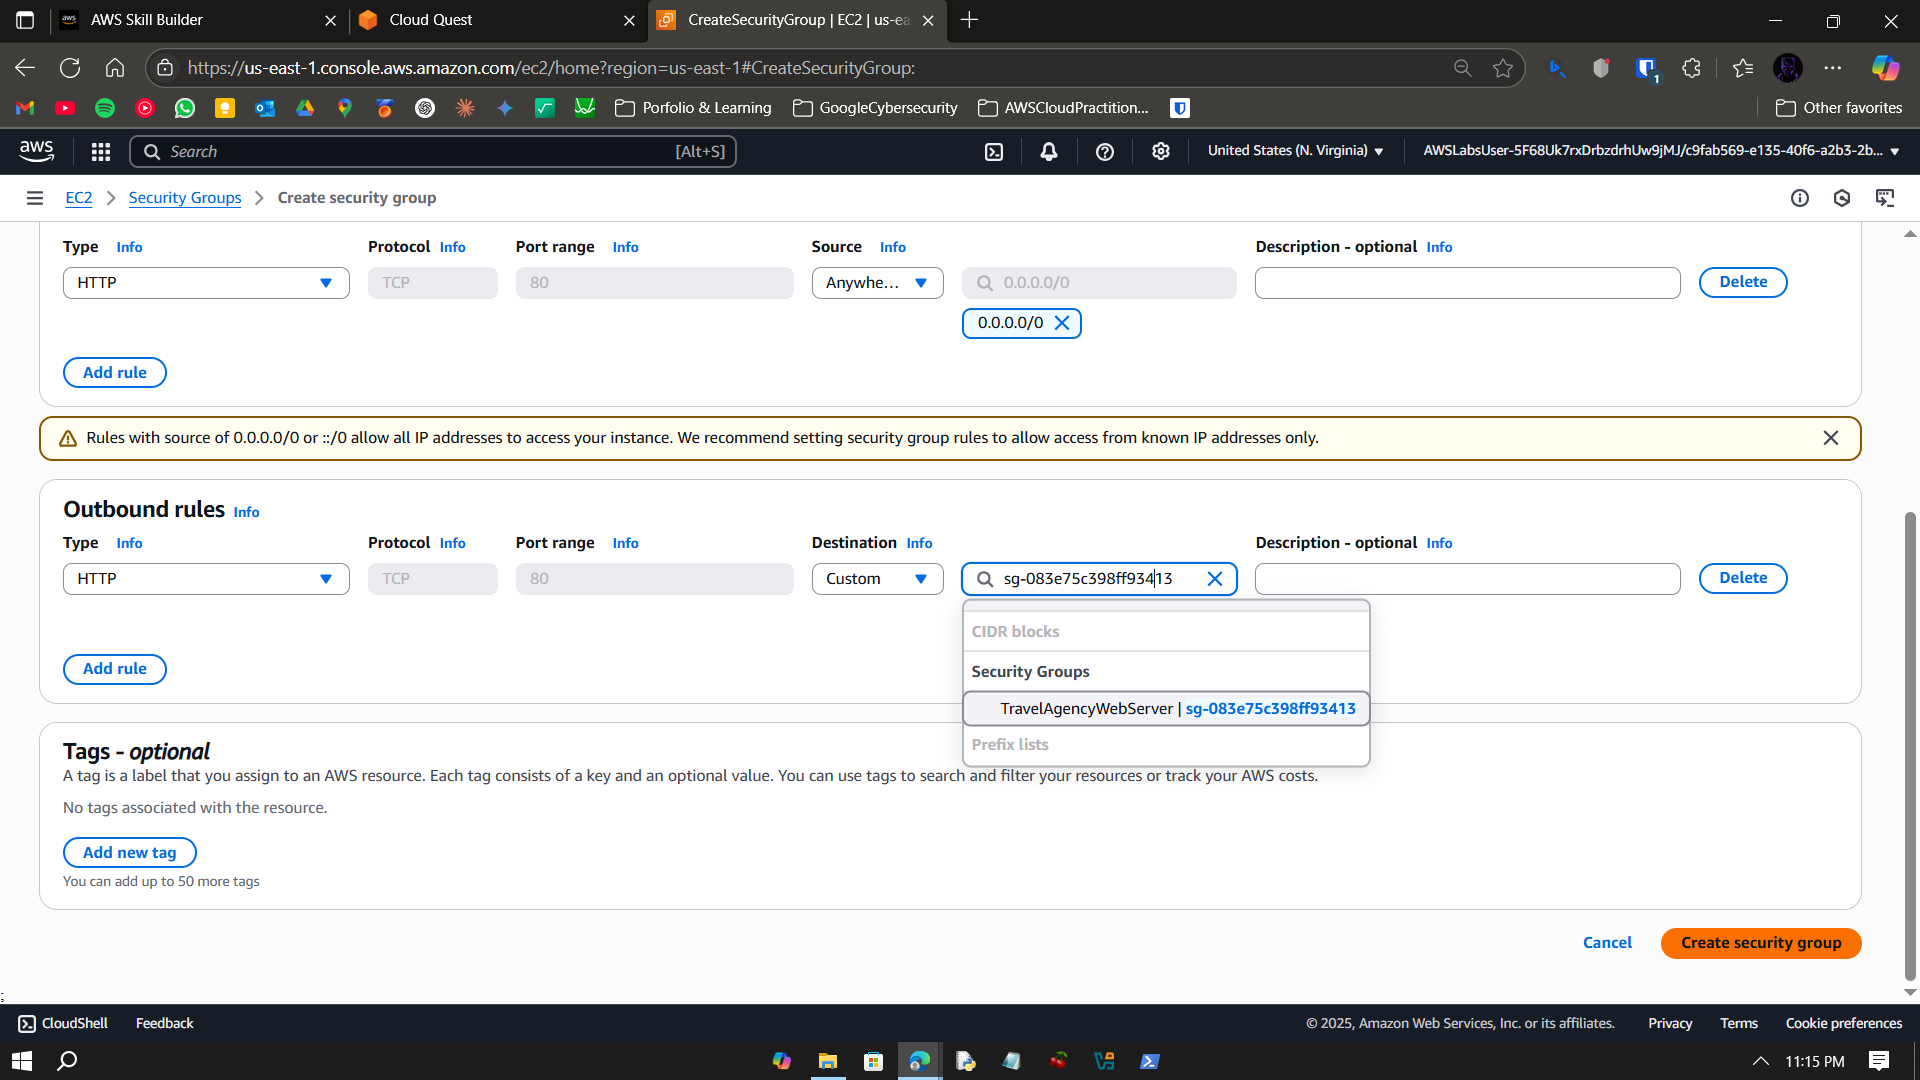 AWS Skill Builder
Cloud Quest
CreateSecurityGroup | EC2 | us-ea
https://us-east-1.console.aws.amazon.com/ec2/home?region=us-east-1#CreateSecurityGroup:
1
Porfolio & Learning
GoogleCybersecurity
AWSCloudPractition...
Other favorites
aws
Search
[Alt+S]
United States (N. Virginia)
AWSLabsUser-5F68Uk7rxDrbzdrhUw9jMJ/c9fab569-e135-40f6-a2b3-2b...
EC2
Security Groups
Create security group
Type Info
Protocol Info
Port range Info
Source Info
Description - optional Info
HTTP
TCP
80
Anywhe...
0.0.0.0/0
Delete
0.0.0.0/0
Add rule
Rules with source of 0.0.0.0/0 or ::/0 allow all IP addresses to access your instance. We recommend setting security group rules to allow access from known IP addresses only.
Outbound rules Info
Type Info
Protocol Info
Port range Info
Destination Info
Description - optional Info
HTTP
TCP
80
Custom
sg-083e75c398ff93413
Delete
CIDR blocks
Security Groups
TravelAgencyWebServer | sg-083e75c398ff93413
Prefix lists
Add rule
Tags - optional
A tag is a label that you assign to an AWS resource. Each tag consists of a key and an optional value. You can use tags to search and filter your resources or track your AWS costs.
No tags associated with the resource.
Add new tag
You can add up to 50 more tags
Cancel
Create security group
;
CloudShell
Feedback
© 2025, Amazon Web Services, Inc. or its affiliates.
Privacy
Terms
Cookie preferences
11:15 PM